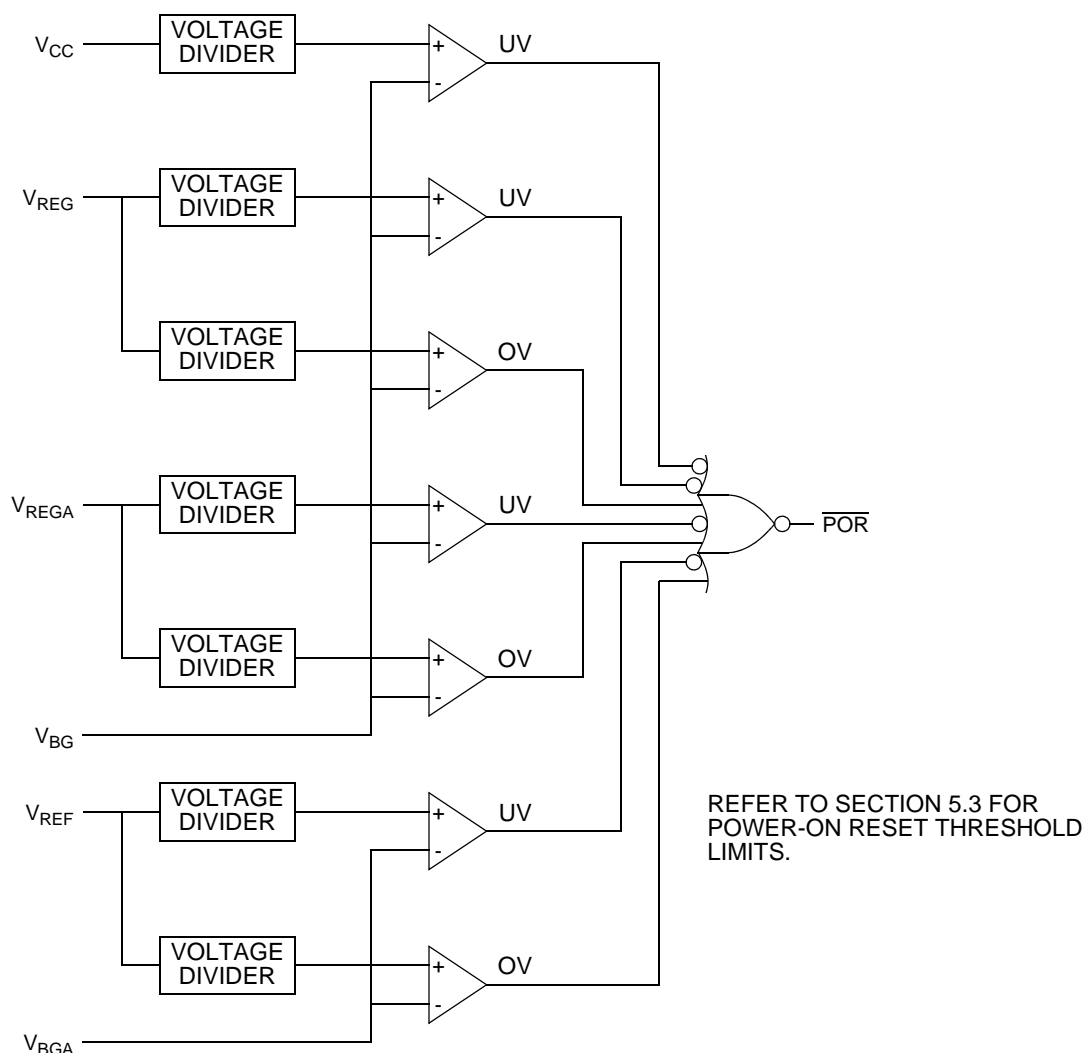 VOLTAGE
DIVIDER
VCC
+
-
UV
VOLTAGE
DIVIDER
VREG
+
-
UV
VOLTAGE
DIVIDER
+
-
OV
VOLTAGE
DIVIDER
VREGA
+
-
UV
POR
VOLTAGE
DIVIDER
+
-
OV
VBG
VOLTAGE
DIVIDER
VREF
+
-
UV
REFER TO SECTION 5.3 FOR
POWER-ON RESET THRESHOLD
LIMITS.
VOLTAGE
DIVIDER
+
-
OV
VBGA